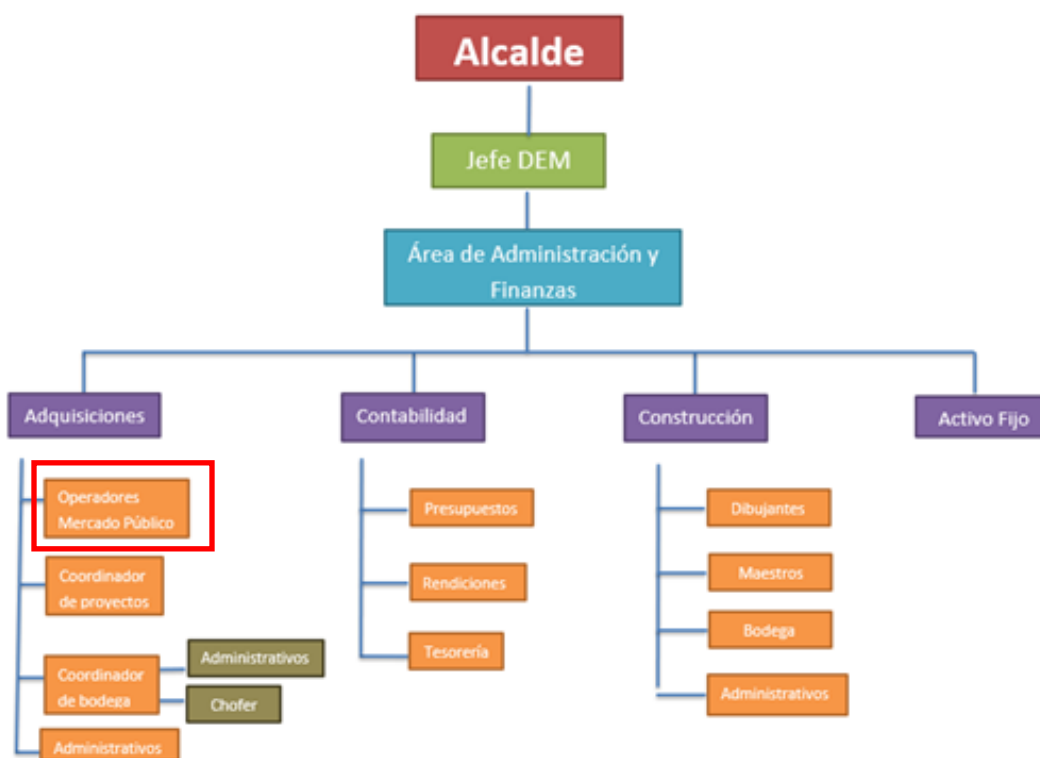 Alcalde
Jefe DEM
Área de Administración y
Finanzas
Adquisiciones
Contabilidad
Construcción
Activo Fijo
Operadores
Mercado Público
Coordinador
de proyectos
Coordinador
de bodega
Administrativos
Chofer
Administrativos
Presupuestos
Rendiciones
Tesorería
Dibujantes
Maestros
Bodega
Administrativos